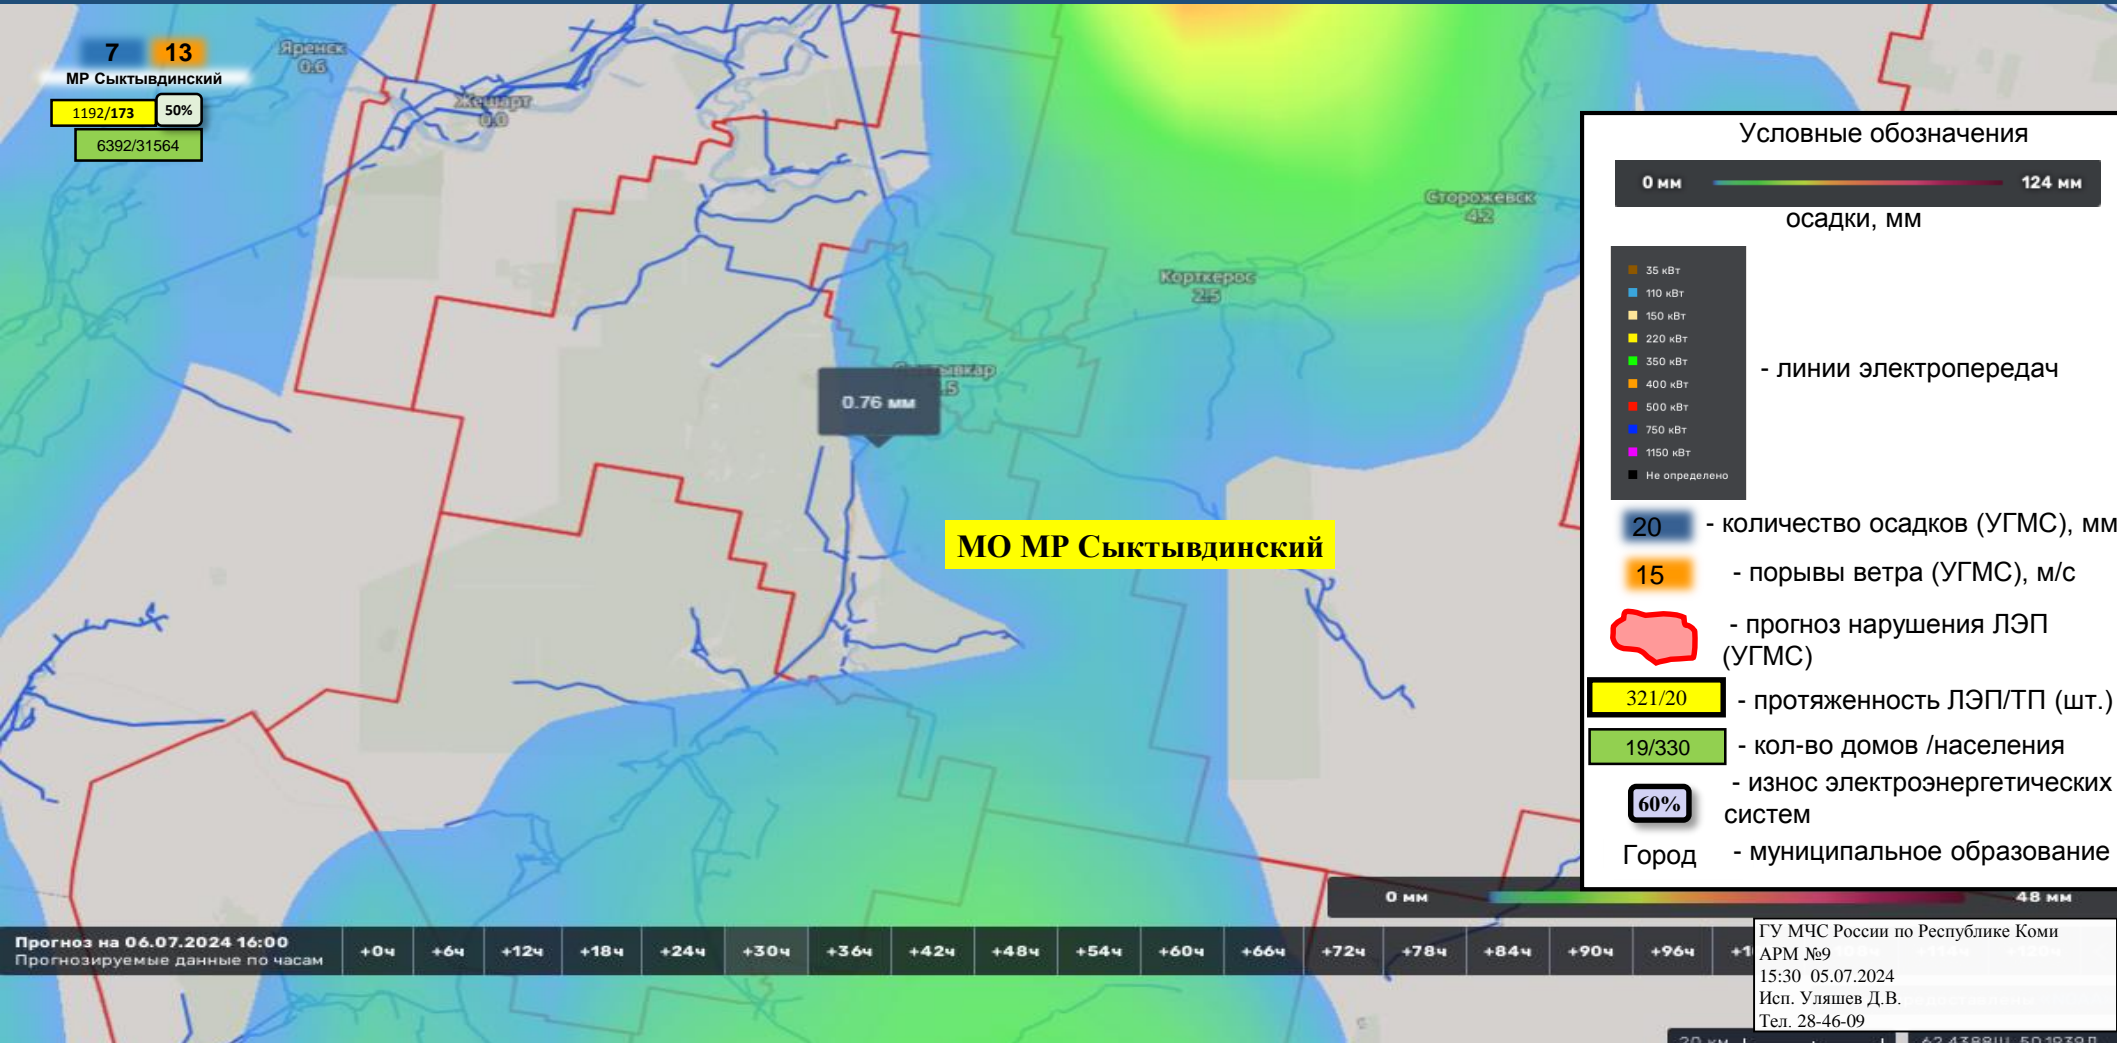 7 13
МР Сыктывдинский
1192/173 50%
6392/31564
Яренск
0.6
Жешарт
0.0
Сторожевск
4.2
Корткерос
2.5
0.76 мм
МО МР Сыктывдинский
Условные обозначения
0 мм 124 мм
осадки, мм
35 кВт
110 кВт
150 кВт
220 кВт
350 кВт
400 кВт
500 кВт
750 кВт
1150 кВт
Не определено
- линии электропередач
20 - количество осадков (УГМС), мм
15 - порывы ветра (УГМС), м/с
- прогноз нарушения ЛЭП
(УГМС)
321/20 - протяженность ЛЭП/ТП (шт.)
19/330 - кол-во домов /населения
- износ электроэнергетических
60%
систем
Город - муниципальное образование
0 мм 48 мм
Прогноз на 06.07.2024 16:00
Прогнозируемые данные по часам
+0ч +6ч +12ч +18ч +24ч +30ч +36ч +42ч +48ч +54ч +60ч +66ч +72ч +78ч +84ч +90ч +96ч
ГУ МЧС России по Республике Коми
АРМ №9
15:30 05.07.2024
Исп. Уляшев Д.В.
Тел. 28-46-09